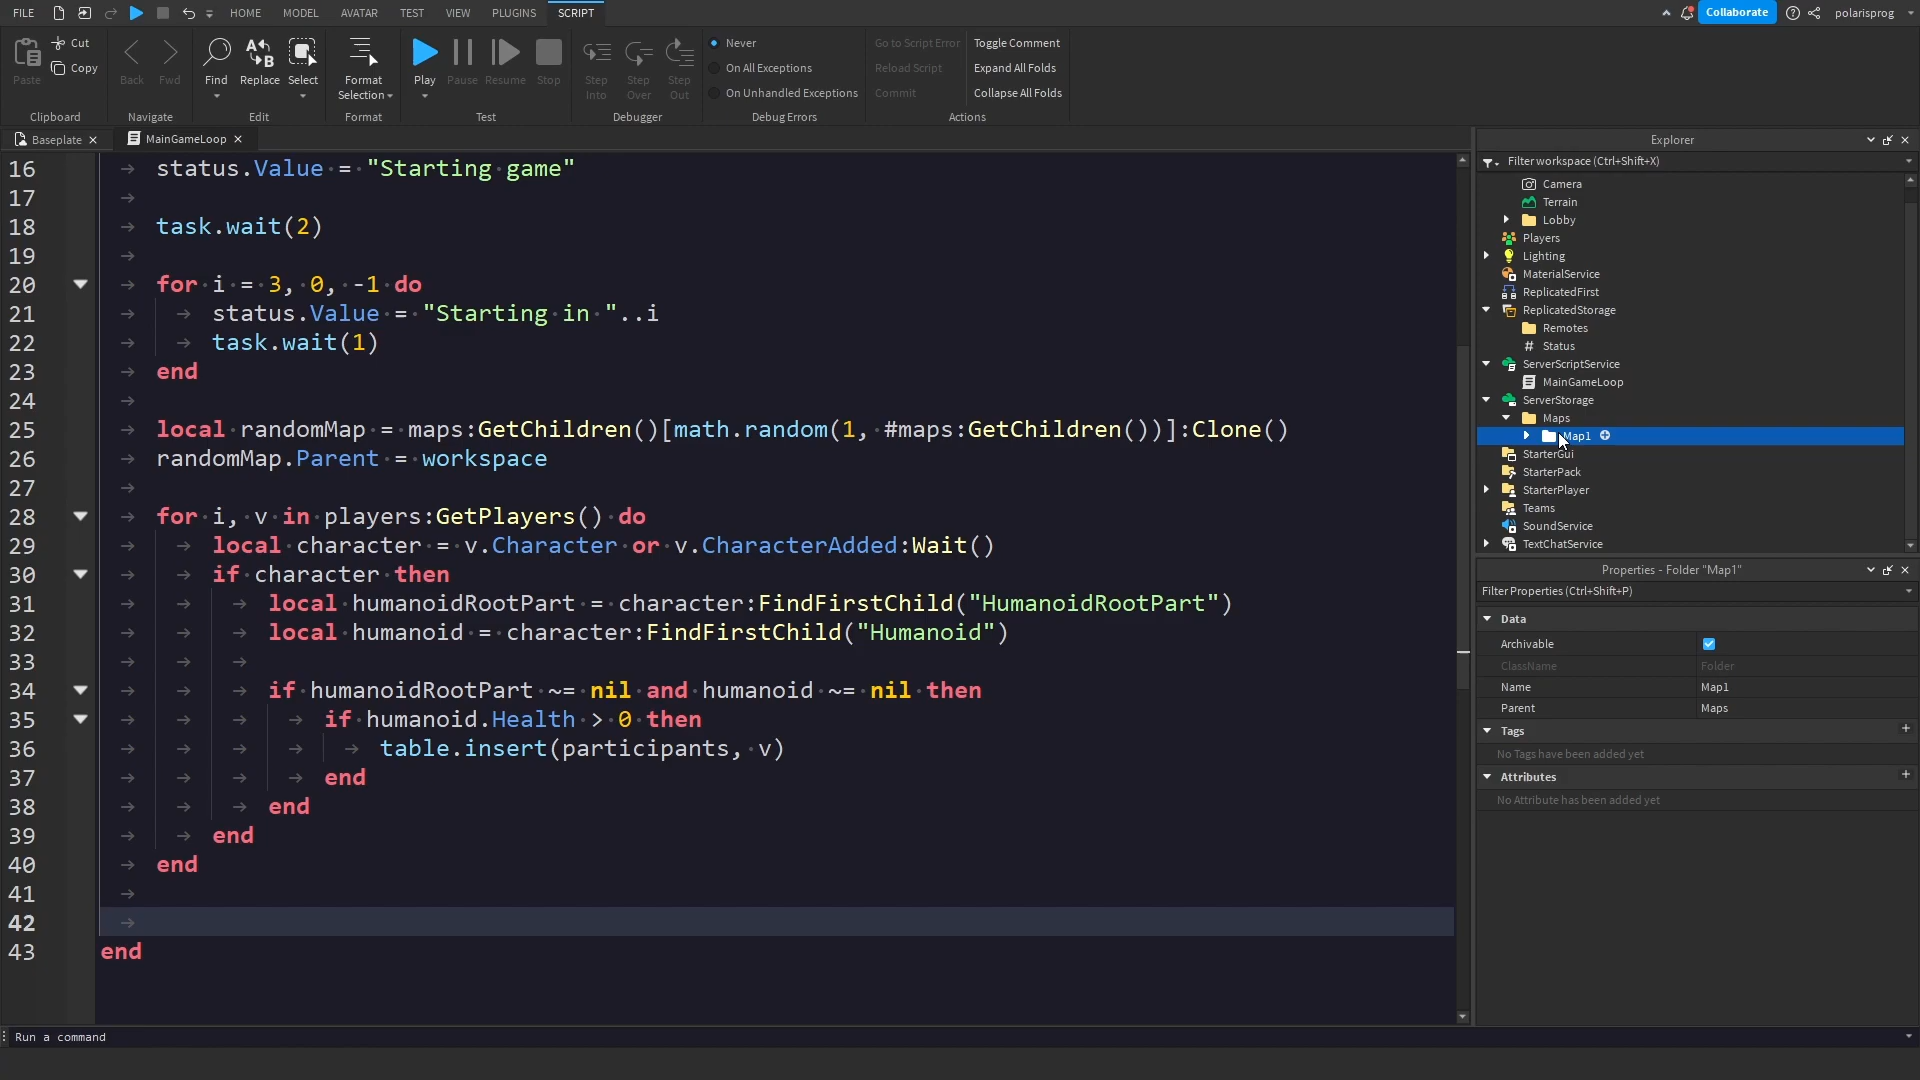 FILE HOME MODEL AVATAR TEST VIEW PLUGINS SCRIPT Collaborate polarisprog
Paste Cut Copy Back Fwd Find Replace Select Format Selection Play Pause Resume Stop Step Into Step Over Step Out
Never
On All Exceptions
On Unhandled Exceptions
Go to Script Error
Reload Script
Commit
Toggle Comment
Expand All Folds
Collapse All Folds
Clipboard Navigate Edit Format Test Debugger Debug Errors Actions
Baseplate MainGameLoop
16 status.Value = "Starting game"
17
18 task.wait(2)
19
20 for i = 3, 0, -1 do
21 status.Value = "Starting in "..i
22 task.wait(1)
23 end
24
25 local randomMap = maps:GetChildren()[math.random(1, #maps:GetChildren())]:Clone()
26 randomMap.Parent = workspace
27
28 for i, v in players:GetPlayers() do
29 local character = v.Character or v.CharacterAdded:Wait()
30 if character then
31 local humanoidRootPart = character:FindFirstChild("HumanoidRootPart")
32 local humanoid = character:FindFirstChild("Humanoid")
33
34 if humanoidRootPart ~= nil and humanoid ~= nil then
35 if humanoid.Health > 0 then
36 table.insert(participants, v)
37 end
38 end
39 end
40 end
41
42
43 end
Explorer
Filter workspace (Ctrl+Shift+X)
Camera
Terrain
Lobby
Players
Lighting
MaterialService
ReplicatedFirst
ReplicatedStorage
Remotes
Status
ServerScriptService
MainGameLoop
ServerStorage
Maps
Map1
StarterGui
StarterPack
StarterPlayer
Teams
SoundService
TextChatService
Properties - Folder "Map1"
Filter Properties (Ctrl+Shift+P)
Data
Archivable
ClassName Folder
Name Map1
Parent Maps
Tags
No Tags have been added yet
Attributes
No Attribute has been added yet
Run a command